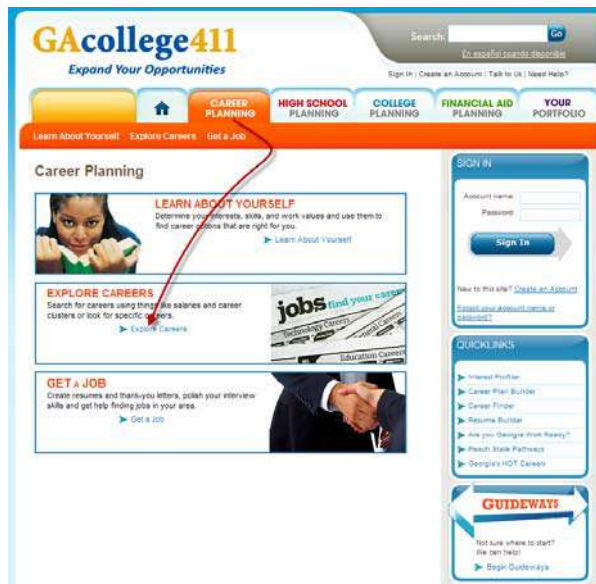 GAcollege411
Expand Your Opportunities
Search:
Go
En español cuando disponible
Sign In | Create an Account | Talk to Us | Need Help?
CAREER PLANNING
HIGH SCHOOL PLANNING
COLLEGE PLANNING
FINANCIAL AID PLANNING
YOUR PORTFOLIO
Learn About Yourself Explore Careers Get a Job
Career Planning
LEARN ABOUT YOURSELF
Determine your interests, skills, and work values and use them to
find career options that are right for you.
Learn About Yourself
EXPLORE CAREERS
Search for careers using things like salaries and career
clusters or look for specific careers.
Explore Careers
jobs find your career
Technology Careers
Education Careers
GET A JOB
Create resumes and thank-you letters, polish your interview
skills and get help finding jobs in your area.
Get a Job
SIGN IN
Account name:
Password:
Sign In
New to this site? Create an Account
Forgot your account name or
password?
QUICKLINKS
Interest Profiler
Career Plan Builder
Career Finder
Resume Builder
Are you Georgia Work Ready?
Peach State Pathways
Georgia's HOT Careers
GUIDEWAYS
Not sure where to start?
We can help!
Begin Guideways